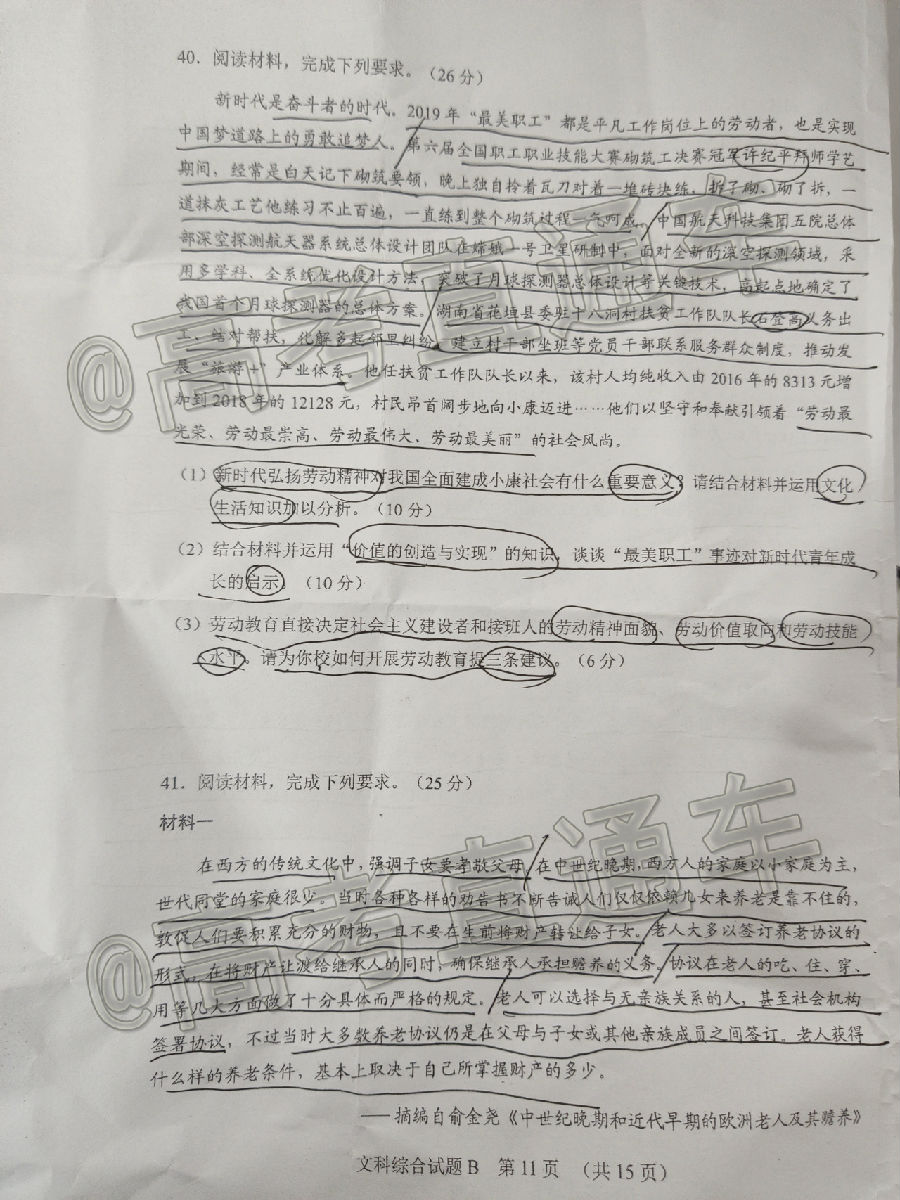 40．阅读材料，完成下列要求。（26分）
新时代是奋斗者的时代。2019年“最美职工”都是平凡工作岗位上的劳动者，也是实现
中国梦道路上的勇敢追梦人。第六届全国职工职业技能大赛砌筑工决赛冠军许纪平拜师学艺
期间，经常是白天记下砌筑要领，晚上独自拎着瓦刀对着一堆砖块练，拆了砌、砌了拆，一
道抹灰工艺他练习不止百遍，一直练到整个砌筑过程一气呵成。中国航天科技集团五院总体
部深空探测航天器系统总体设计团队在嫦娥一号卫星研制中，面对全新的深空探测领域，采
用多学科、全系统优化设计方法，突破了月球探测器总体设计等关键技术，高起点地确定了
我国首个月球探测器的总体方案。湖南省花垣县委驻十八洞村扶贫工作队队长石登高义务出
工、结对帮扶，化解多起邻里纠纷，建立村干部坐班等党员干部联系服务群众制度，推动发
展“旅游+”产业体系。他任扶贫工作队队长以来，该村人均纯收入由2016年的8313元增
加到2018年的12128元，村民昂首阔步地向小康迈进……他们以坚守和奉献引领着“劳动最
光荣、劳动最崇高、劳动最伟大、劳动最美丽”的社会风尚。
（1）新时代弘扬劳动精神对我国全面建成小康社会有什么重要意义？请结合材料并运用文化
生活知识加以分析。（10分）
（2）结合材料并运用“价值的创造与实现”的知识，谈谈“最美职工”事迹对新时代青年成
长的启示。（10分）
（3）劳动教育直接决定社会主义建设者和接班人的劳动精神面貌、劳动价值取向和劳动技能
水平。请为你校如何开展劳动教育提三条建议。（6分）
41．阅读材料，完成下列要求。（25分）
材料一
在西方的传统文化中，强调子女要孝敬父母。在中世纪晚期，西方人的家庭以小家庭为主，
世代同堂的家庭很少。当时各种各样的劝告书不断告诫人们仅仅依赖儿女来养老是靠不住的，
敦促人们要积累充分的财物，且不要在生前将财产转让给子女。老人大多以签订养老协议的
形式，在将财产让渡给继承人的同时，确保继承人承担赡养的义务。协议在老人的吃、住、穿、
用等几大方面做了十分具体而严格的规定。老人可以选择与无亲族关系的人，甚至社会机构
签署协议，不过当时大多数养老协议仍是在父母与子女或其他亲族成员之间签订。老人获得
什么样的养老条件，基本上取决于自己所掌握财产的多少。
——摘编自俞金尧《中世纪晚期和近代早期的欧洲老人及其赡养》
文科综合试题B 第11页 （共15页）
@高考直通车
@高考直通车